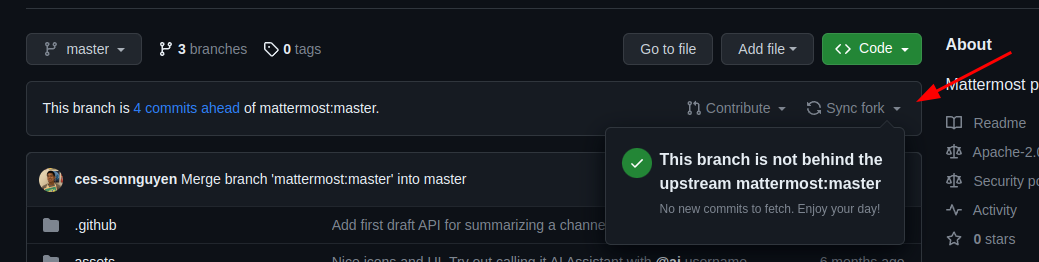 master
3 branches
0 tags
Go to file
Add file
Code
About
This branch is 4 commits ahead of mattermost:master.
Contribute
Sync fork
Mattermost p
Readme
This branch is not behind the
upstream mattermost:master
No new commits to fetch. Enjoy your day!
Apache-2.0
ces-sonnguyen Merge branch 'mattermost:master' into master
Security po
Activity
.github
Add first draft API for summarizing a channe
0 stars
assets
Nice icons and UI. Try out calling it AI Assistant with @ai username
6 months ago